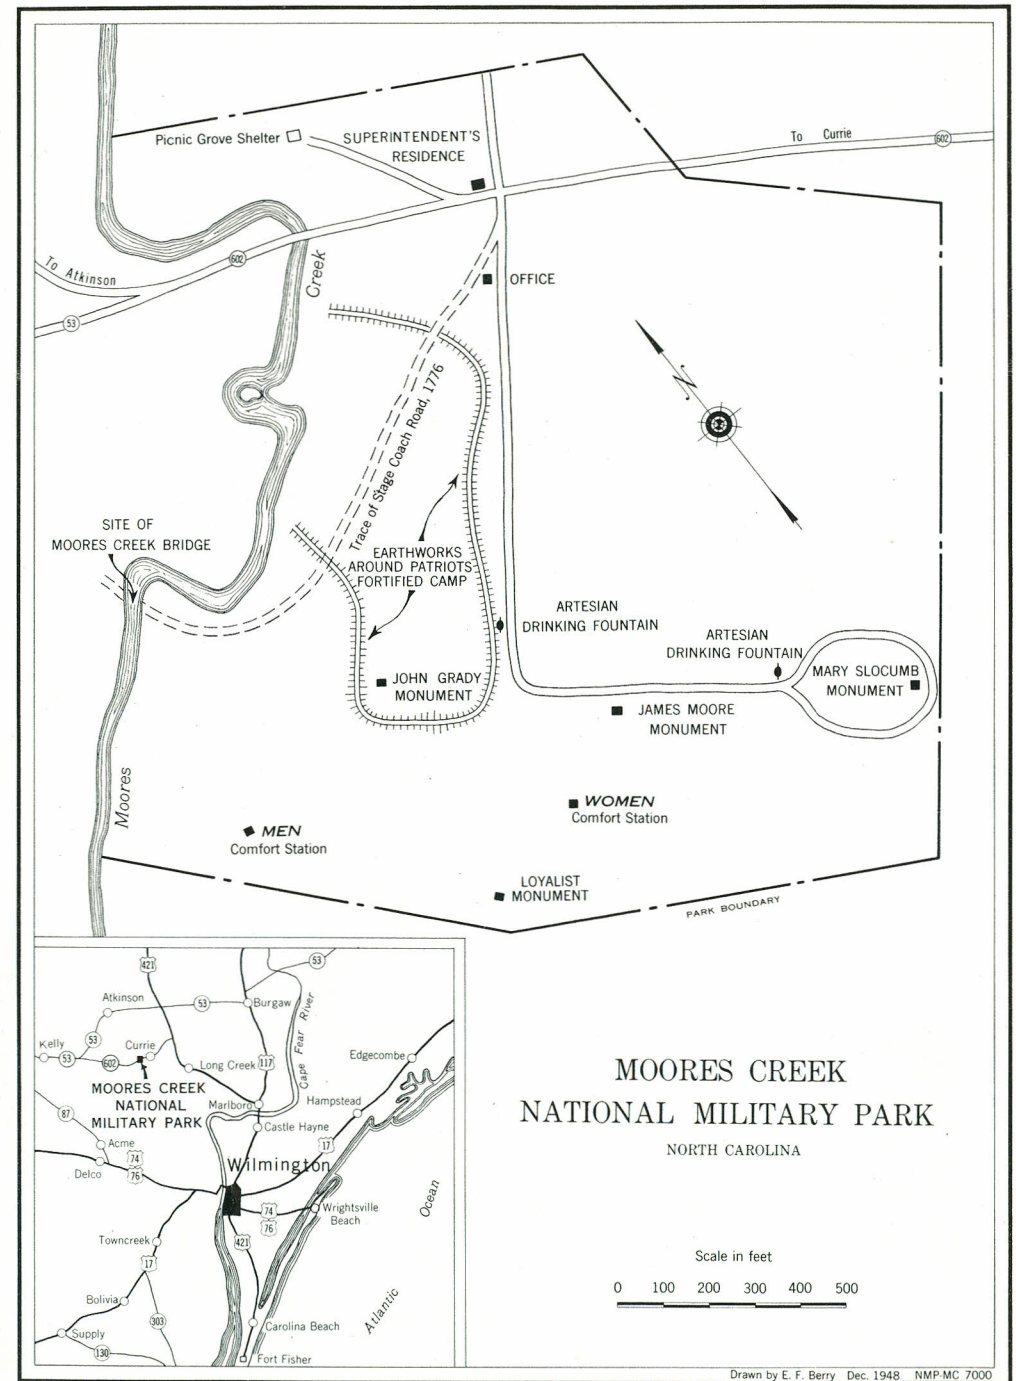 Picnic Grove Shelter
SUPERINTENDENT'S
RESIDENCE
To Currie
602
To Atkinson
602
53
Creek
OFFICE
N
Trace of Stage Coach Road, 1776
SITE OF
MOORES CREEK BRIDGE
EARTHWORKS
AROUND PATRIOTS
FORTIFIED CAMP
ARTESIAN
DRINKING FOUNTAIN
ARTESIAN
DRINKING FOUNTAIN
MARY SLOCUMB
MONUMENT
JOHN GRADY
MONUMENT
JAMES MOORE
MONUMENT
Moores
WOMEN
Comfort Station
MEN
Comfort Station
LOYALIST
MONUMENT
PARK BOUNDARY
421
53
Atkinson
53
Burgaw
Cape Fear River
Kelly
53
53
602
Currie
Long Creek
117
Edgecombe
MOORES CREEK
NATIONAL
MILITARY PARK
Marlboro
Hampstead
87
Castle Hayne
17
Acme
74
76
Delco
Wilmington
74
76
Wrightsville
Beach
Ocean
Towncreek
421
17
Bolivia
303
Atlantic
Carolina Beach
Supply
130
Fort Fisher
MOORES CREEK
NATIONAL MILITARY PARK
NORTH CAROLINA
Scale in feet
0 100 200 300 400 500
Drawn by E. F. Berry Dec. 1948 NMP-MC 7000